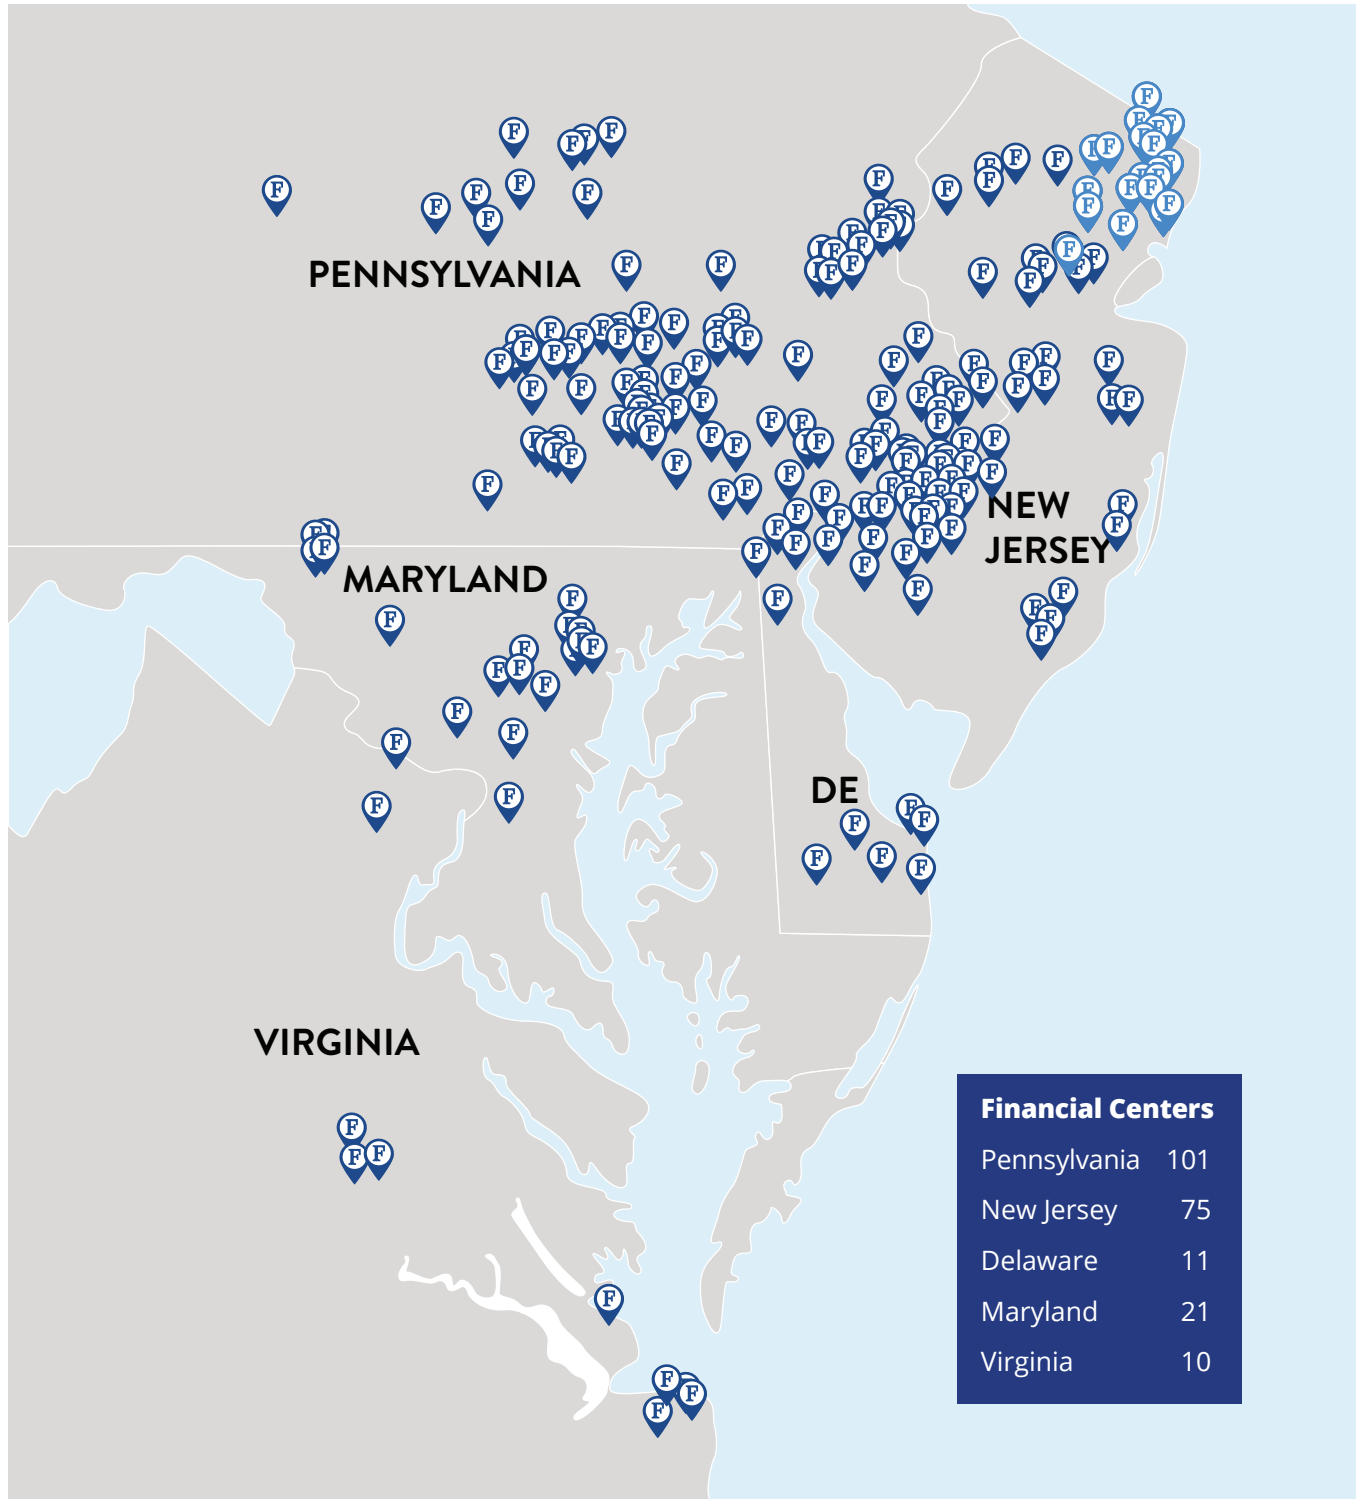 PENNSYLVANIA
NEW
JERSEY
MARYLAND
DE
VIRGINIA
Financial Centers
Pennsylvania 101
New Jersey 75
Delaware 11
Maryland 21
Virginia 10